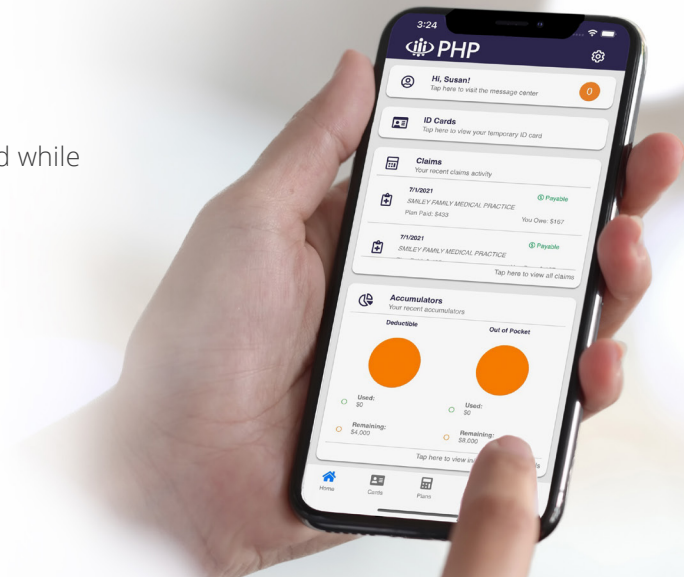 d while
3:24
PHP
Hi, Susan!
Tap here to visit the message center
0
ID Cards
Tap here to view your temporary ID card
Claims
Your recent claims activity
7/1/2021
Payable
SMILEY FAMILY MEDICAL PRACTICE
Plan Paid: $433
You Owe: $167
7/1/2021
Payable
SMILEY FAMILY MEDICAL PRACTICE
Tap here to view all claims
Accumulators
Your recent accumulators
Deductible
Out of Pocket
Used:
$0
Used:
$0
Remaining:
$4,000
Remaining:
$8,000
Tap here to view
Home
Cards
Plans